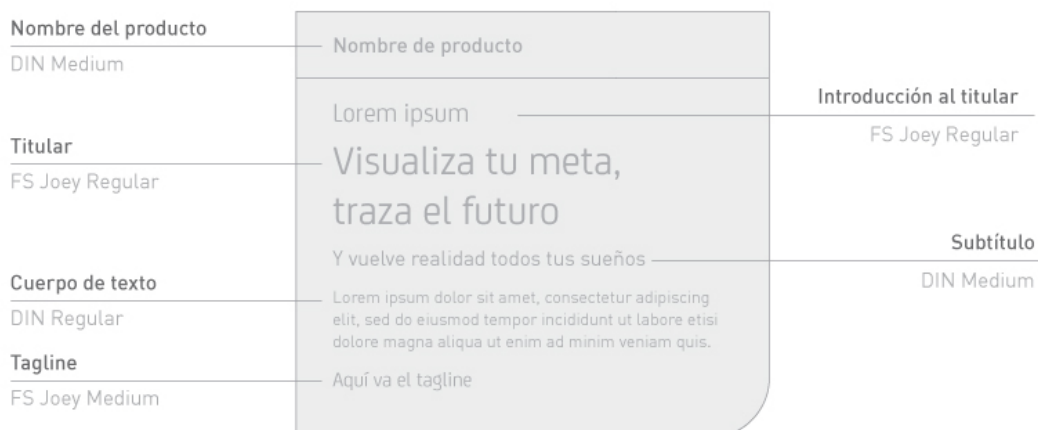 Nombre del producto
DIN Medium
Titular
FS Joey Regular
Cuerpo de texto
DIN Regular
Tagline
FS Joey Medium
Nombre de producto
Lorem ipsum
Visualiza tu meta,
traza el futuro
Y vuelve realidad todos tus sueños
Lorem ipsum dolor sit amet, consectetur adipiscing
elit, sed do eiusmod tempor incididunt ut labore etisi
dolore magna aliqua ut enim ad minim veniam quis.
Aquí va el tagline
Introducción al titular
FS Joey Regular
Subtítulo
DIN Medium